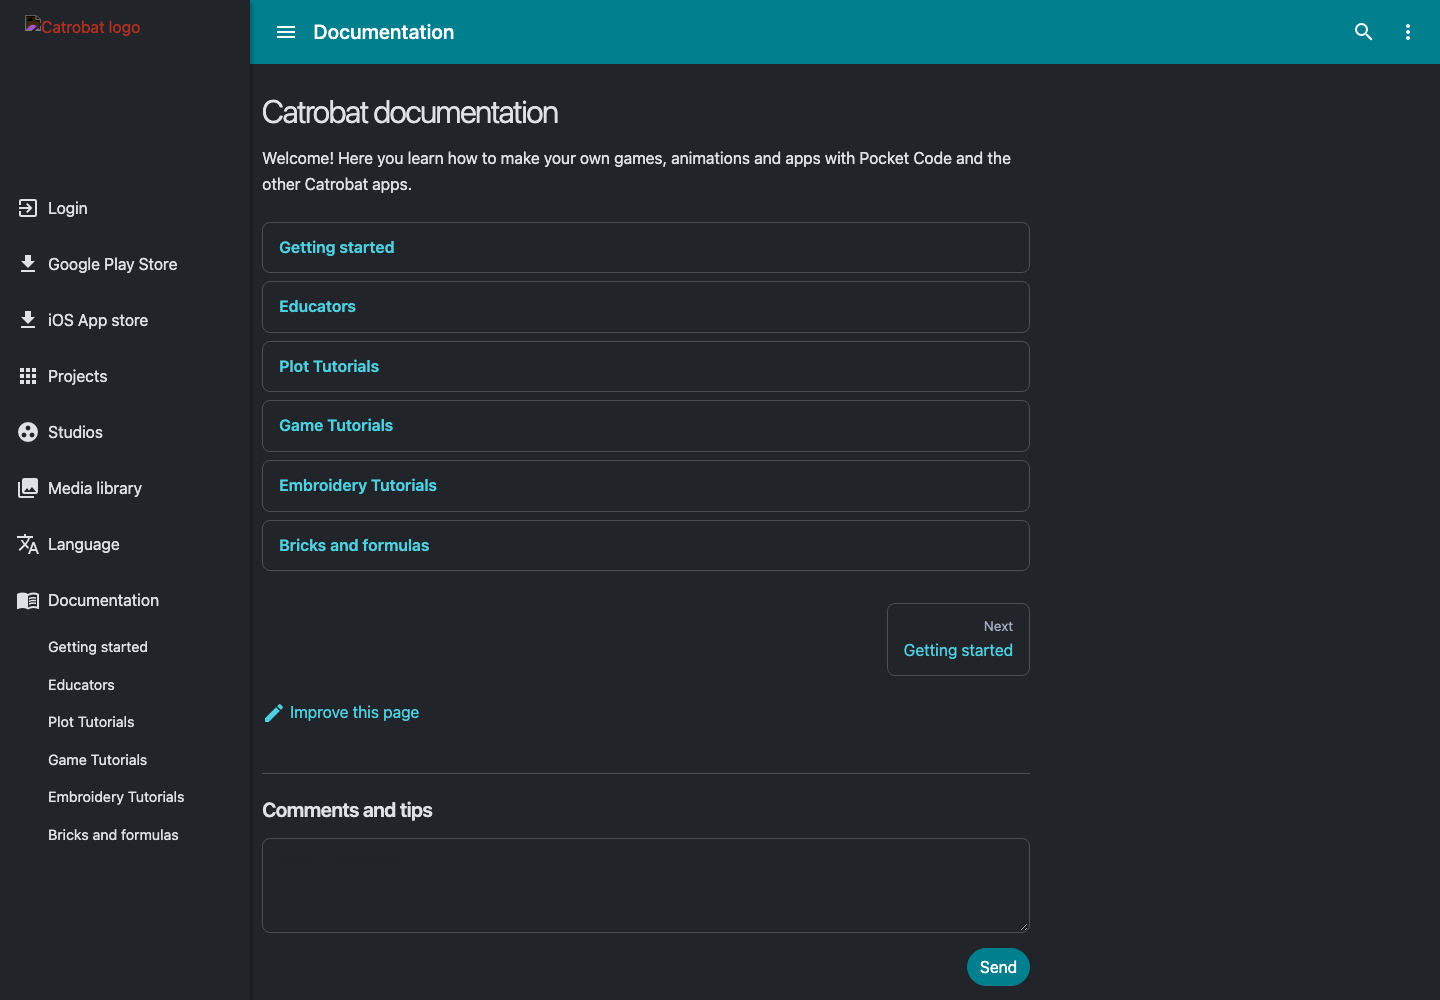 Catrobat logo
Documentation
Login
Google Play Store
iOS App store
Projects
Studios
Media library
Language
Documentation
Getting started
Educators
Plot Tutorials
Game Tutorials
Embroidery Tutorials
Bricks and formulas
Catrobat documentation
Welcome! Here you learn how to make your own games, animations and apps with Pocket Code and the
other Catrobat apps.
Getting started
Educators
Plot Tutorials
Game Tutorials
Embroidery Tutorials
Bricks and formulas
Next
Getting started
Improve this page
Comments and tips
Send